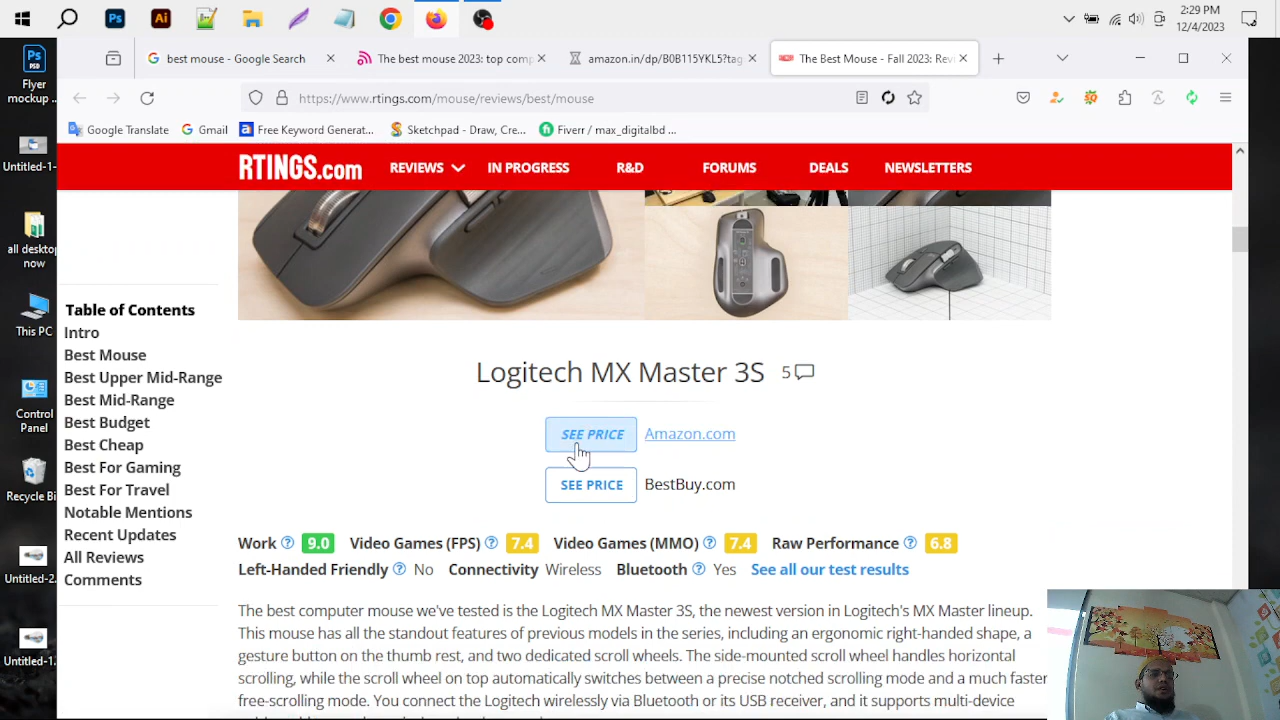 2:29 PM
12/4/2023
Ps
Ai
Ps
PSD
Flyer
mockup ...
best mouse - Google Search
The best mouse 2023: top comp
amazon.in/dp/B0B115YKL5?tag
The Best Mouse - Fall 2023: Revi
https://www.rtings.com/mouse/reviews/best/mouse
Google Translate
Gmail
Free Keyword Generat...
Sketchpad - Draw, Cre...
Fiverr / max_digitalbd ...
Untitled-1-
all deskto
now
This PC
Control
Panel
Recycle Bi
Untitled-2.
Untitled-1.
RTINGS.com
REVIEWS
IN PROGRESS
R&D
FORUMS
DEALS
NEWSLETTERS
Table of Contents
Intro
Best Mouse
Best Upper Mid-Range
Best Mid-Range
Best Budget
Best Cheap
Best For Gaming
Best For Travel
Notable Mentions
Recent Updates
All Reviews
Comments
Logitech MX Master 3S 5
SEE PRICE Amazon.com
SEE PRICE BestBuy.com
Work ? 9.0 Video Games (FPS) ? 7.4 Video Games (MMO) ? 7.4 Raw Performance ? 6.8
Left-Handed Friendly ? No Connectivity Wireless Bluetooth ? Yes See all our test results
The best computer mouse we've tested is the Logitech MX Master 3S, the newest version in Logitech's MX Master lineup.
This mouse has all the standout features of previous models in the series, including an ergonomic right-handed shape, a
gesture button on the thumb rest, and two dedicated scroll wheels. The side-mounted scroll wheel handles horizontal
scrolling, while the scroll wheel on top automatically switches between a precise notched scrolling mode and a much faster
free-scrolling mode. You connect the Logitech wirelessly via Bluetooth or its USB receiver, and it supports multi-device